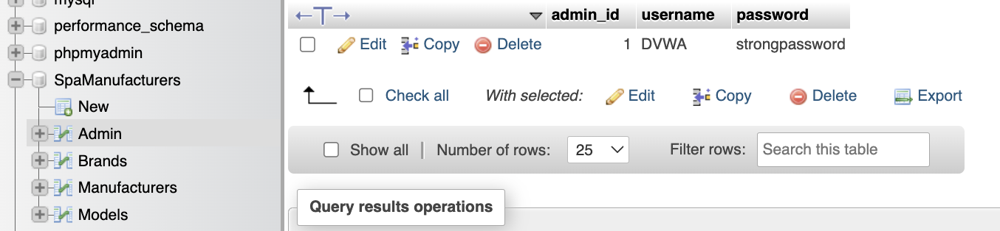 mysql
performance_schema
phpmyadmin
SpaManufacturers
New
Admin
Brands
Manufacturers
Models
admin_id username password
Edit Copy Delete 1 DVWA strongpassword
Check all With selected: Edit Copy Delete Export
Show all Number of rows: 25 Filter rows: Search this table
Query results operations